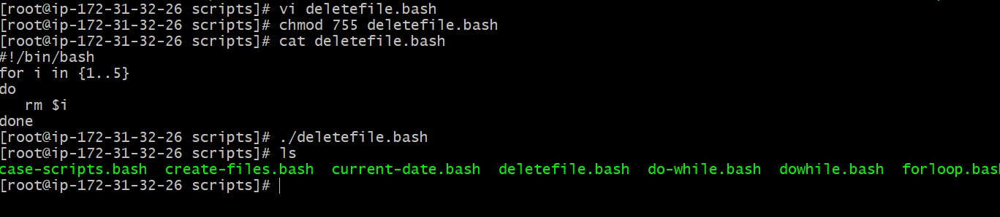 [root@ip-172-31-32-26 scripts]# vi deletefile.bash
[root@ip-172-31-32-26 scripts]# chmod 755 deletefile.bash
[root@ip-172-31-32-26 scripts]# cat deletefile.bash
#!/bin/bash
for i in {1..5}
do
   rm $i
done
[root@ip-172-31-32-26 scripts]# ./deletefile.bash
[root@ip-172-31-32-26 scripts]# ls
case-scripts.bash  create-files.bash  current-date.bash  deletefile.bash  do-while.bash  dowhile.bash  forloop.bas
[root@ip-172-31-32-26 scripts]#